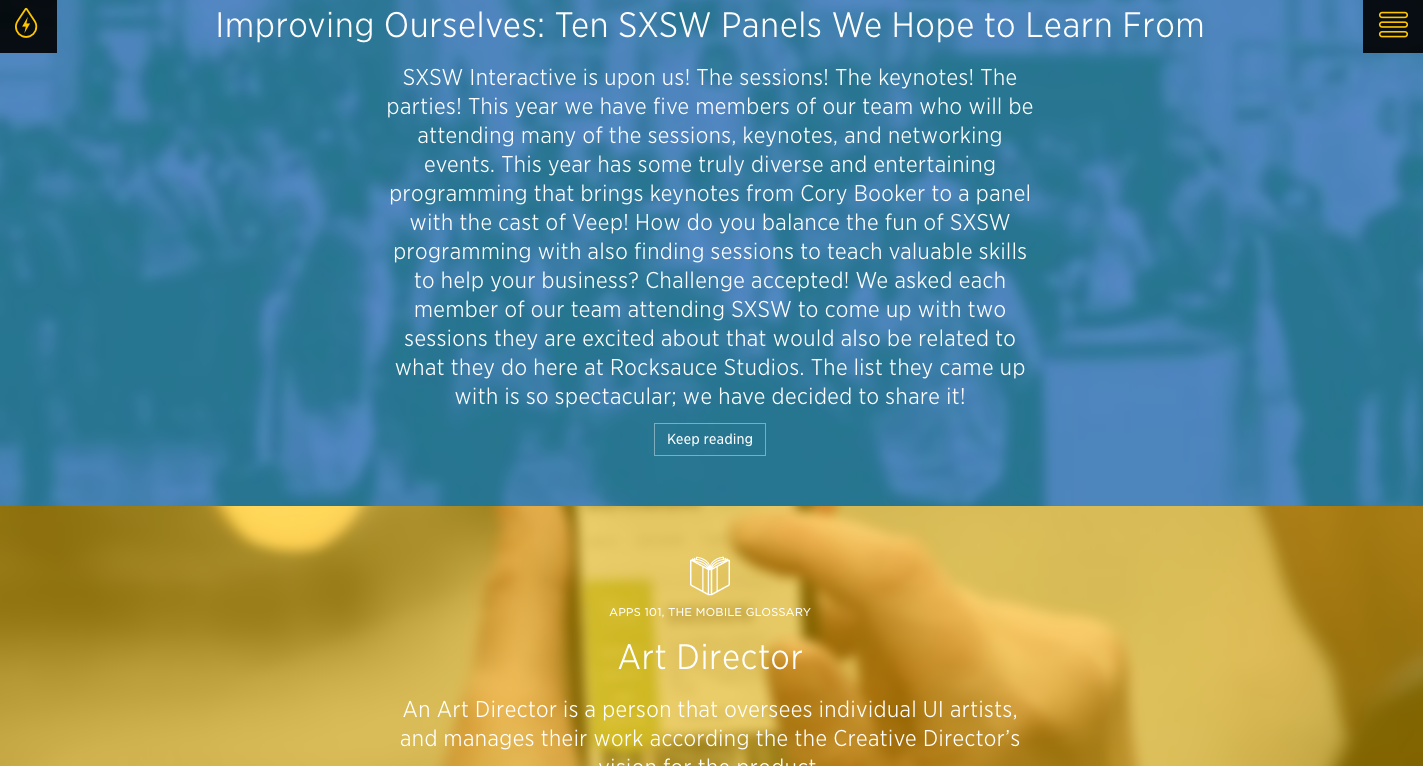 Improving Ourselves: Ten SXSW Panels We Hope to Learn From
SXSW Interactive is upon us! The sessions! The keynotes! The
parties! This year we have five members of our team who will be
attending many of the sessions, keynotes, and networking
events. This year has some truly diverse and entertaining
programming that brings keynotes from Cory Booker to a panel
with the cast of Veep! How do you balance the fun of SXSW
programming with also finding sessions to teach valuable skills
to help your business? Challenge accepted! We asked each
member of our team attending SXSW to come up with two
sessions they are excited about that would also be related to
what they do here at Rocksauce Studios. The list they came up
with is so spectacular; we have decided to share it!
Keep reading
APPS 101, THE MOBILE GLOSSARY
Art Director
An Art Director is a person that oversees individual UI artists,
and manages their work according the the Creative Director's
vision for the product.